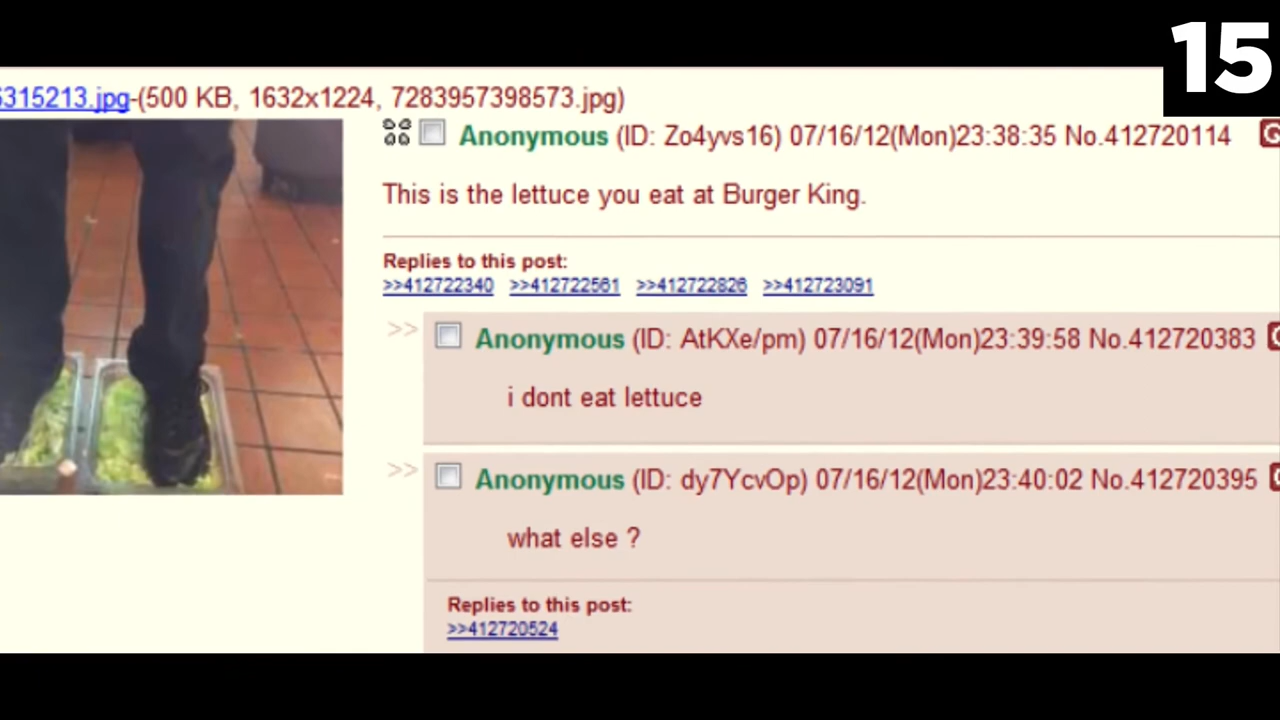 15
6315213.jpg-(500 KB, 1632x1224, 7283957398573.jpg)
Anonymous (ID: Zo4yvs16) 07/16/12(Mon)23:38:35 No.412720114
This is the lettuce you eat at Burger King.
Replies to this post:
>>412722340 >>412722561 >>412722826 >>412723091
>> Anonymous (ID: AtKXe/pm) 07/16/12(Mon)23:39:58 No.412720383
i dont eat lettuce
>> Anonymous (ID: dy7YcvOp) 07/16/12(Mon)23:40:02 No.412720395
what else ?
Replies to this post:
>>412720524